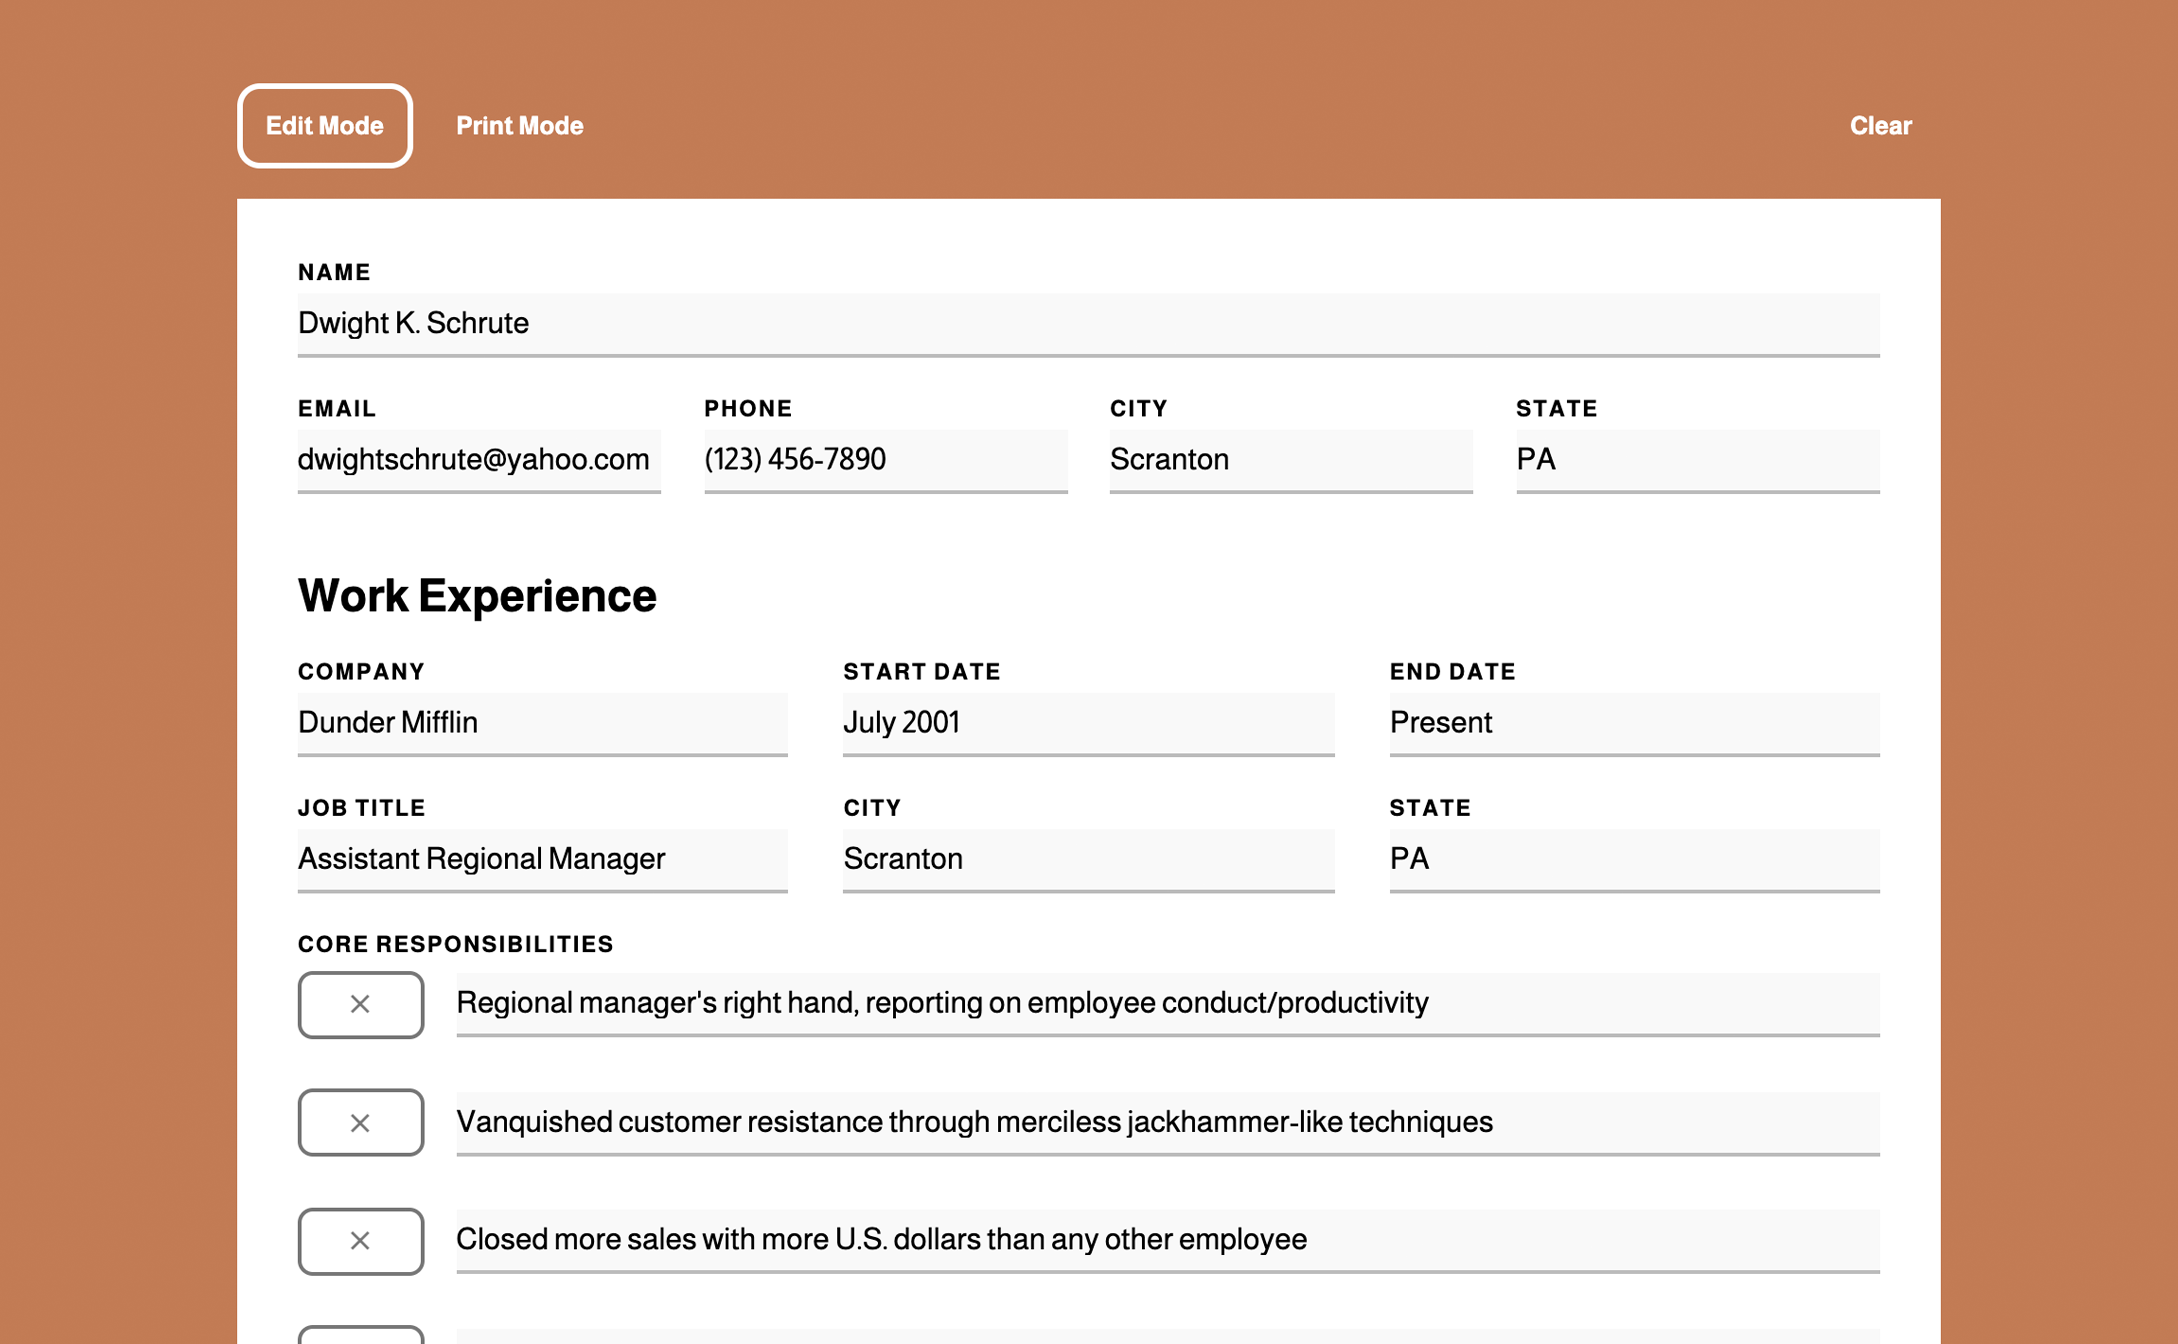 Edit Mode Print Mode Clear
NAME
Dwight K. Schrute
EMAIL PHONE CITY STATE
dwightschrute@yahoo.com (123) 456-7890 Scranton PA
Work Experience
COMPANY START DATE END DATE
Dunder Mifflin July 2001 Present
JOB TITLE CITY STATE
Assistant Regional Manager Scranton PA
CORE RESPONSIBILITIES
Regional manager's right hand, reporting on employee conduct/productivity
Vanquished customer resistance through merciless jackhammer-like techniques
Closed more sales with more U.S. dollars than any other employee